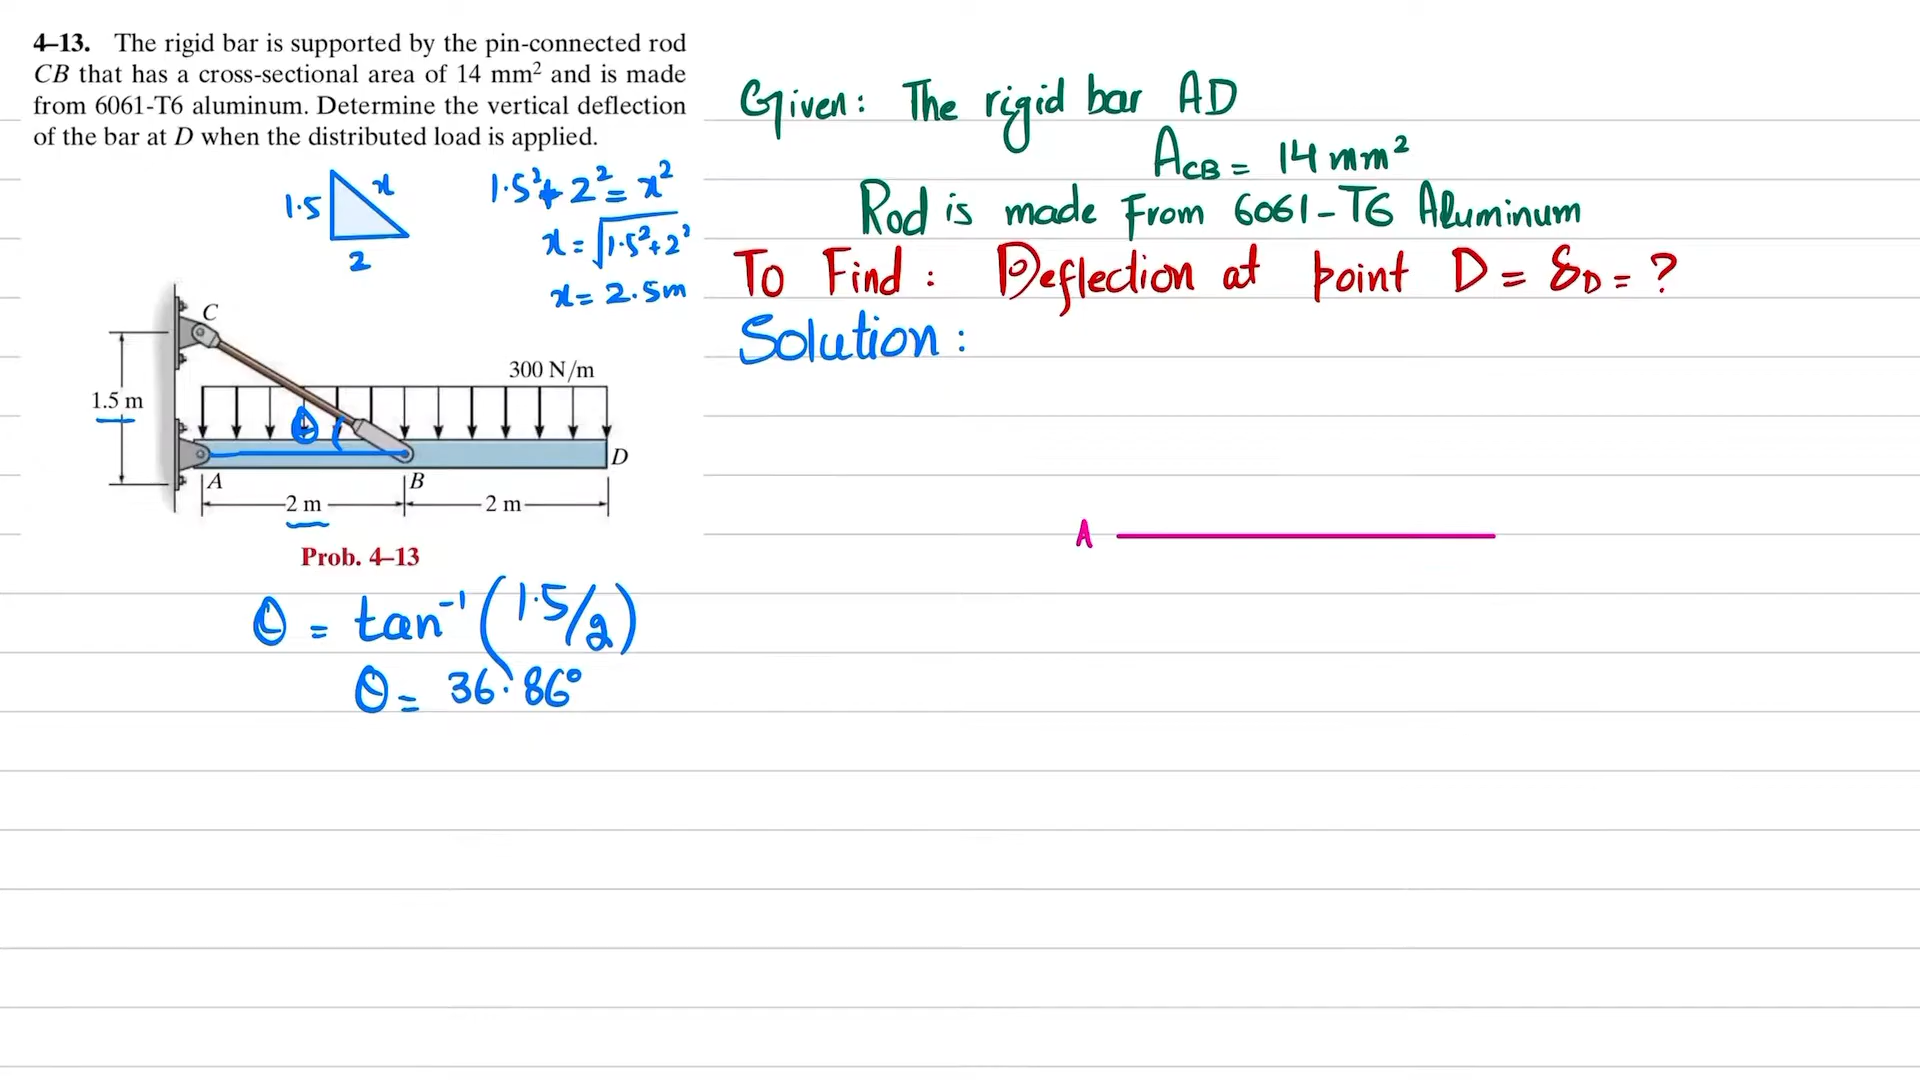 4–13. The rigid bar is supported by the pin-connected rod
CB that has a cross-sectional area of 14 mm² and is made
from 6061-T6 aluminum. Determine the vertical deflection
of the bar at D when the distributed load is applied.
1.5
x
2
1.5² + 2² = x²
x = √1.5² + 2²
x = 2.5m
C
300 N/m
1.5 m
θ
D
A
B
2 m
2 m
Prob. 4–13
θ = tan⁻¹ (1.5/2)
θ = 36.86°
Given: The rigid bar AD
A_CB = 14 mm²
Rod is made From 6061-T6 Aluminum
To Find: Deflection at point D = δ_D = ?
Solution:
A